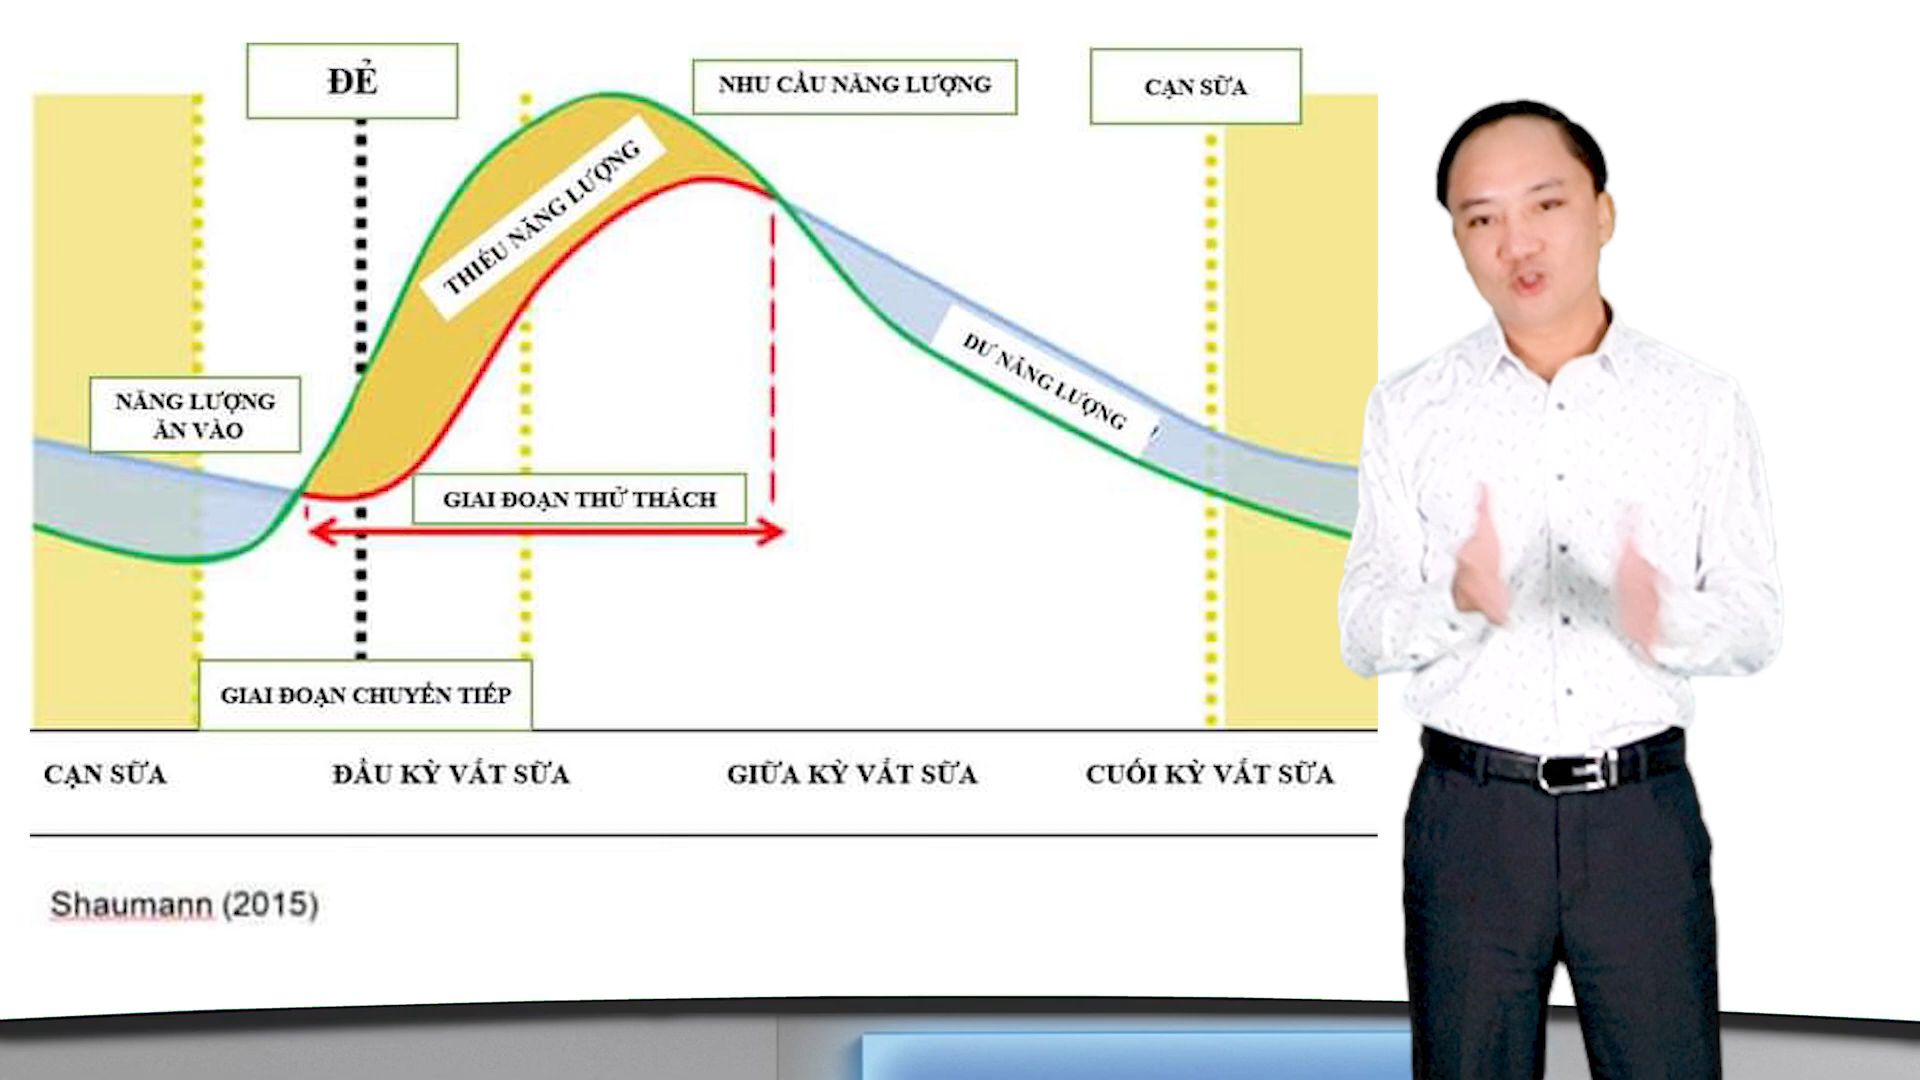 ĐẺ
NHU CẦU NĂNG LƯỢNG
CẠN SỮA
THIẾU NĂNG LƯỢNG
NĂNG LƯỢNG
ĂN VÀO
DƯ NĂNG LƯỢNG
GIAI ĐOẠN THỬ THÁCH
GIAI ĐOẠN CHUYỂN TIẾP
CẠN SỮA
ĐẦU KỲ VẮT SỮA
GIỮA KỲ VẮT SỮA
CUỐI KỲ VẮT SỮA
Shaumann (2015)